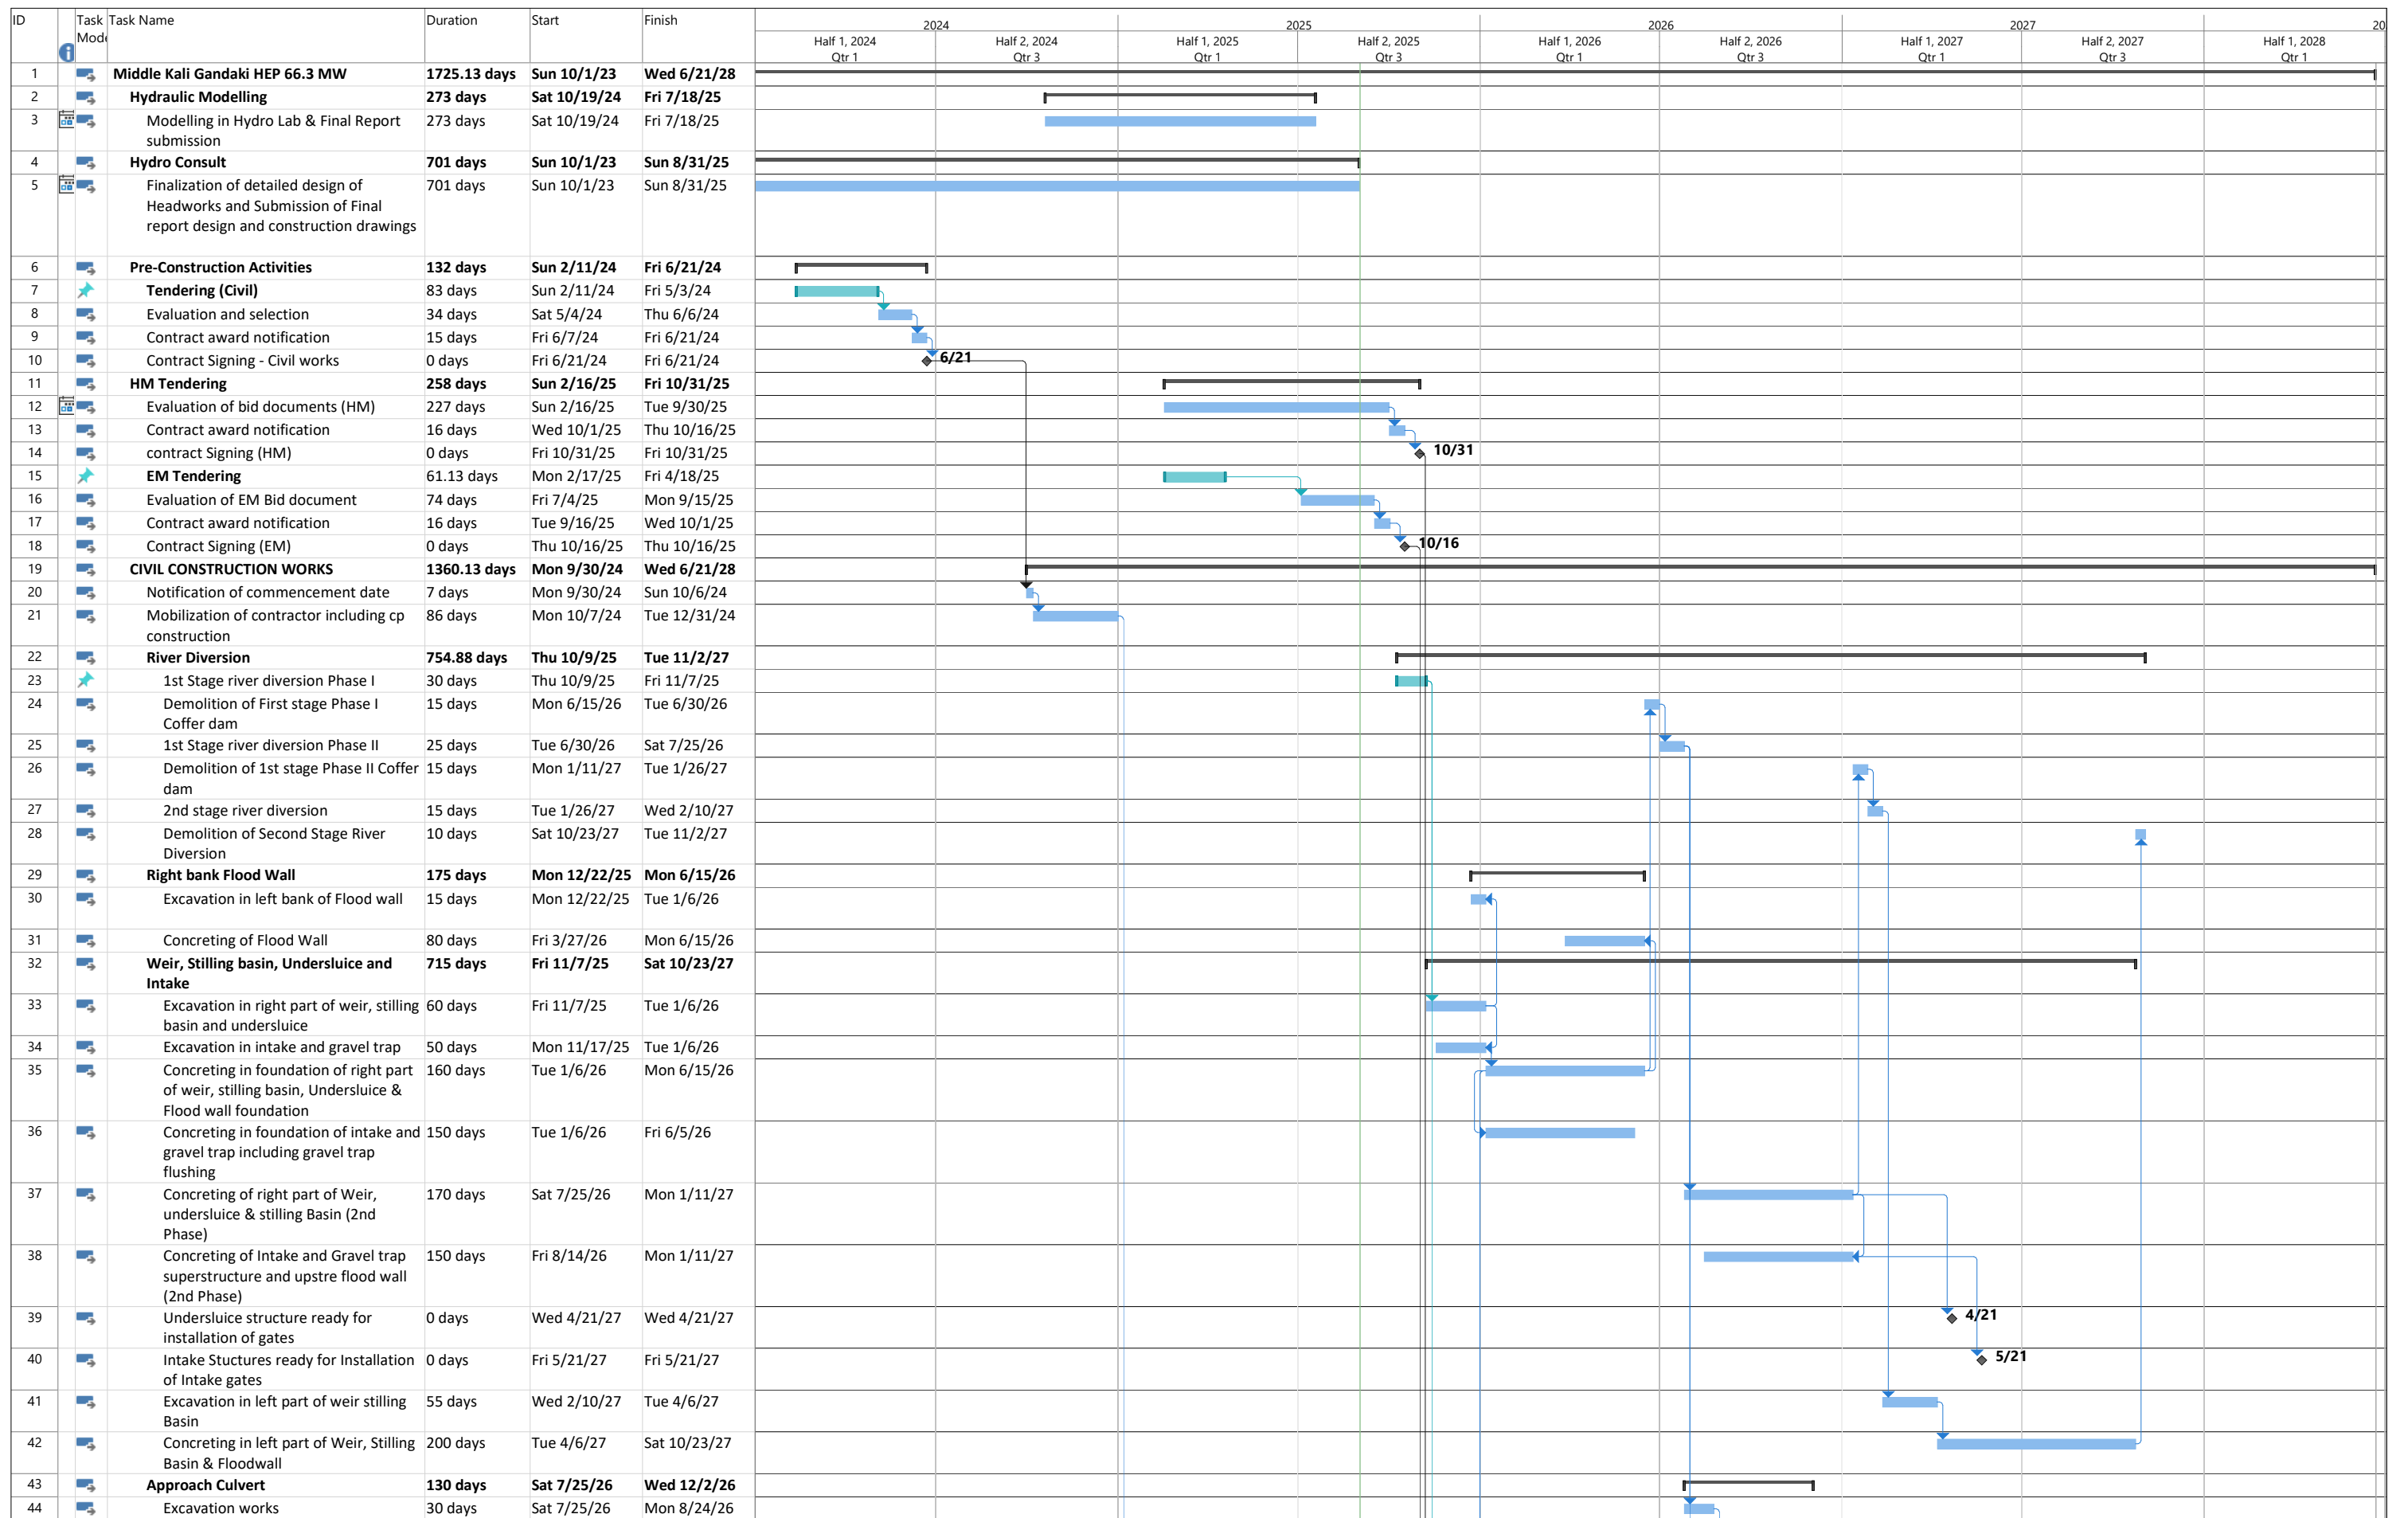 ID Task Mode Task Name Duration Start Finish
2024 2025 2026 2027 20
Half 1, 2024 Half 2, 2024 Half 1, 2025 Half 2, 2025 Half 1, 2026 Half 2, 2026 Half 1, 2027 Half 2, 2027 Half 1, 2028
Qtr 1 Qtr 3 Qtr 1 Qtr 3 Qtr 1 Qtr 3 Qtr 1 Qtr 3 Qtr 1
1 Middle Kali Gandaki HEP 66.3 MW 1725.13 days Sun 10/1/23 Wed 6/21/28
2 Hydraulic Modelling 273 days Sat 10/19/24 Fri 7/18/25
3 Modelling in Hydro Lab & Final Report 273 days Sat 10/19/24 Fri 7/18/25
submission
4 Hydro Consult 701 days Sun 10/1/23 Sun 8/31/25
5 Finalization of detailed design of 701 days Sun 10/1/23 Sun 8/31/25
Headworks and Submission of Final
report design and construction drawings
6 Pre-Construction Activities 132 days Sun 2/11/24 Fri 6/21/24
7 Tendering (Civil) 83 days Sun 2/11/24 Fri 5/3/24
8 Evaluation and selection 34 days Sat 5/4/24 Thu 6/6/24
9 Contract award notification 15 days Fri 6/7/24 Fri 6/21/24
10 Contract Signing - Civil works 0 days Fri 6/21/24 Fri 6/21/24 6/21
11 HM Tendering 258 days Sun 2/16/25 Fri 10/31/25
12 Evaluation of bid documents (HM) 227 days Sun 2/16/25 Tue 9/30/25
13 Contract award notification 16 days Wed 10/1/25 Thu 10/16/25
14 contract Signing (HM) 0 days Fri 10/31/25 Fri 10/31/25 10/31
15 EM Tendering 61.13 days Mon 2/17/25 Fri 4/18/25
16 Evaluation of EM Bid document 74 days Fri 7/4/25 Mon 9/15/25
17 Contract award notification 16 days Tue 9/16/25 Wed 10/1/25
18 Contract Signing (EM) 0 days Thu 10/16/25 Thu 10/16/25 10/16
19 CIVIL CONSTRUCTION WORKS 1360.13 days Mon 9/30/24 Wed 6/21/28
20 Notification of commencement date 7 days Mon 9/30/24 Sun 10/6/24
21 Mobilization of contractor including cp 86 days Mon 10/7/24 Tue 12/31/24
construction
22 River Diversion 754.88 days Thu 10/9/25 Tue 11/2/27
23 1st Stage river diversion Phase I 30 days Thu 10/9/25 Fri 11/7/25
24 Demolition of First stage Phase I 15 days Mon 6/15/26 Tue 6/30/26
Coffer dam
25 1st Stage river diversion Phase II 25 days Tue 6/30/26 Sat 7/25/26
26 Demolition of 1st stage Phase II Coffer 15 days Mon 1/11/27 Tue 1/26/27
dam
27 2nd stage river diversion 15 days Tue 1/26/27 Wed 2/10/27
28 Demolition of Second Stage River 10 days Sat 10/23/27 Tue 11/2/27
Diversion
29 Right bank Flood Wall 175 days Mon 12/22/25 Mon 6/15/26
30 Excavation in left bank of Flood wall 15 days Mon 12/22/25 Tue 1/6/26
31 Concreting of Flood Wall 80 days Fri 3/27/26 Mon 6/15/26
32 Weir, Stilling basin, Undersluice and 715 days Fri 11/7/25 Sat 10/23/27
Intake
33 Excavation in right part of weir, stilling 60 days Fri 11/7/25 Tue 1/6/26
basin and undersluice
34 Excavation in intake and gravel trap 50 days Mon 11/17/25 Tue 1/6/26
35 Concreting in foundation of right part 160 days Tue 1/6/26 Mon 6/15/26
of weir, stilling basin, Undersluice &
Flood wall foundation
36 Concreting in foundation of intake and 150 days Tue 1/6/26 Fri 6/5/26
gravel trap including gravel trap
flushing
37 Concreting of right part of Weir, 170 days Sat 7/25/26 Mon 1/11/27
undersluice & stilling Basin (2nd
Phase)
38 Concreting of Intake and Gravel trap 150 days Fri 8/14/26 Mon 1/11/27
superstructure and upstre flood wall
(2nd Phase)
39 Undersluice structure ready for 0 days Wed 4/21/27 Wed 4/21/27 4/21
installation of gates
40 Intake Stuctures ready for Installation 0 days Fri 5/21/27 Fri 5/21/27 5/21
of Intake gates
41 Excavation in left part of weir stilling 55 days Wed 2/10/27 Tue 4/6/27
Basin
42 Concreting in left part of Weir, Stilling 200 days Tue 4/6/27 Sat 10/23/27
Basin & Floodwall
43 Approach Culvert 130 days Sat 7/25/26 Wed 12/2/26
44 Excavation works 30 days Sat 7/25/26 Mon 8/24/26